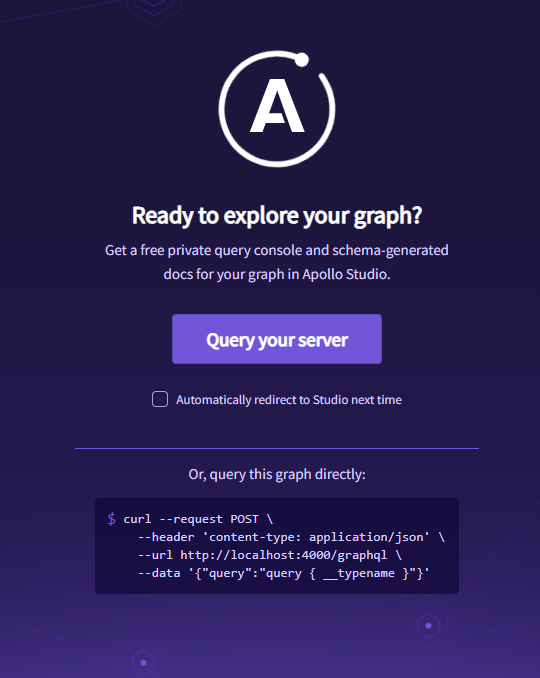 A
Ready to explore your graph?
Get a free private query console and schema-generated
docs for your graph in Apollo Studio.
Query your server
Automatically redirect to Studio next time
Or, query this graph directly:
$ curl --request POST \
--header 'content-type: application/json' \
--url http://localhost:4000/graphql \
--data '{"query":"query { __typename }"}'